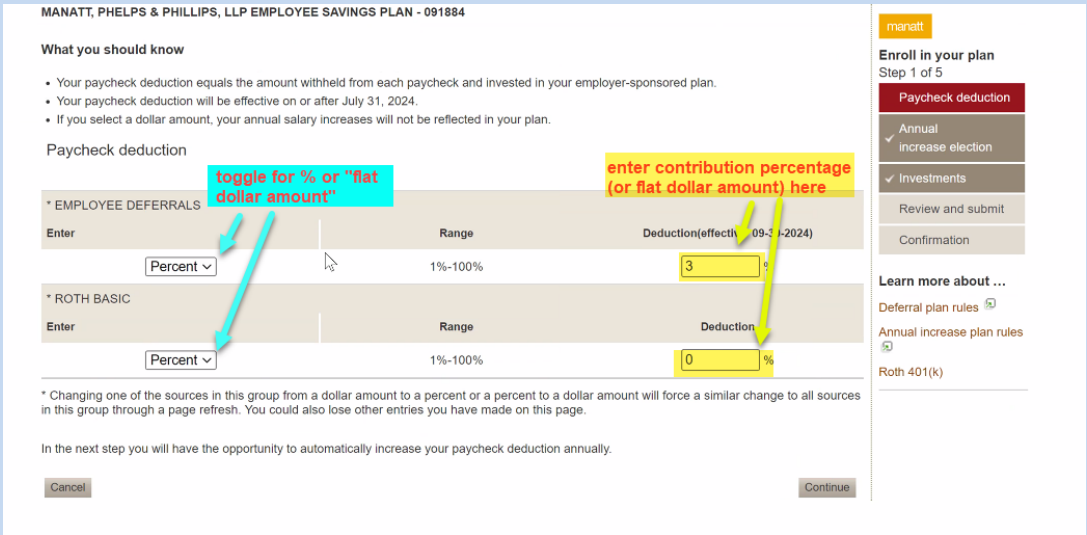 MANATT, PHELPS & PHILLIPS, LLP EMPLOYEE SAVINGS PLAN - 091884
What you should know
• Your paycheck deduction equals the amount withheld from each paycheck and invested in your employer-sponsored plan.
• Your paycheck deduction will be effective on or after July 31, 2024.
• If you select a dollar amount, your annual salary increases will not be reflected in your plan.
Paycheck deduction
toggle for % or "flat
dollar amount"
enter contribution percentage
(or flat dollar amount) here
* EMPLOYEE DEFERRALS
Enter Range Deduction(effective 09-30-2024)
Percent 1%-100% 3
* ROTH BASIC
Enter Range Deduction
Percent 1%-100% 0 %
* Changing one of the sources in this group from a dollar amount to a percent or a percent to a dollar amount will force a similar change to all sources
in this group through a page refresh. You could also lose other entries you have made on this page.
In the next step you will have the opportunity to automatically increase your paycheck deduction annually.
Cancel Continue
manatt
Enroll in your plan
Step 1 of 5
Paycheck deduction
Annual
increase election
Investments
Review and submit
Confirmation
Learn more about ...
Deferral plan rules
Annual increase plan rules
Roth 401(k)